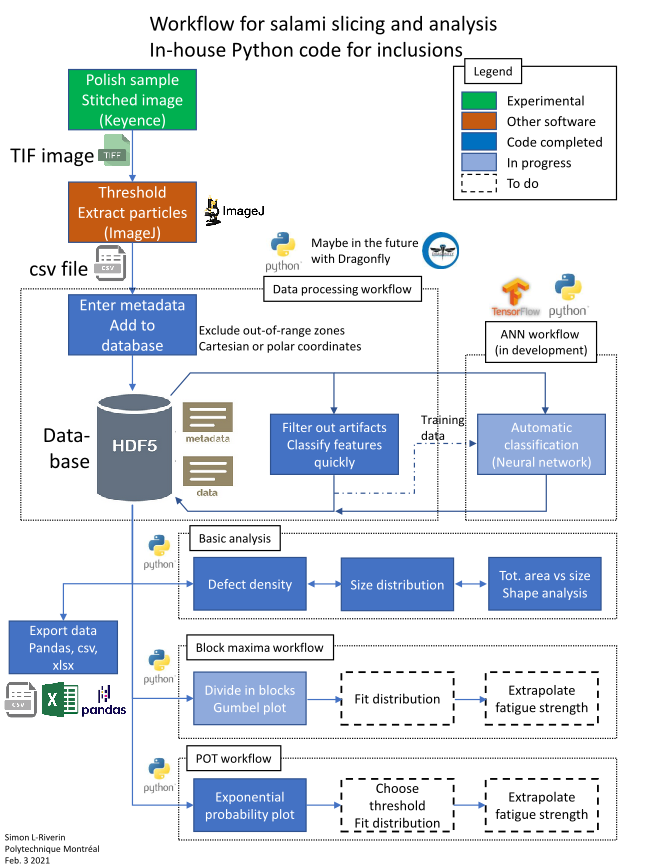 Workflow for salami slicing and analysis
In-house Python code for inclusions
Legend
Experimental
Other software
Code completed
In progress
To do
Polish sample
Stitched image
(Keyence)
TIF image
TIFF
Threshold
Extract particles
(ImageJ)
ImageJ
csv file
CSV
python
Maybe in the future
with Dragonfly
Data processing workflow
TensorFlow
python
ANN workflow
(in development)
Enter metadata
Add to
database
Exclude out-of-range zones
Cartesian or polar coordinates
Data-
base
HDF5
metadata
data
Filter out artifacts
Classify features
quickly
Training
data
Automatic
classification
(Neural network)
python
Basic analysis
Defect density
Size distribution
Tot. area vs size
Shape analysis
Export data
Pandas, csv,
xlsx
CSV
X
pandas
python
Block maxima workflow
Divide in blocks
Gumbel plot
Fit distribution
Extrapolate
fatigue strength
python
POT workflow
Exponential
probability plot
Choose
threshold
Fit distribution
Extrapolate
fatigue strength
Simon L-Riverin
Polytechnique Montréal
Feb. 3 2021